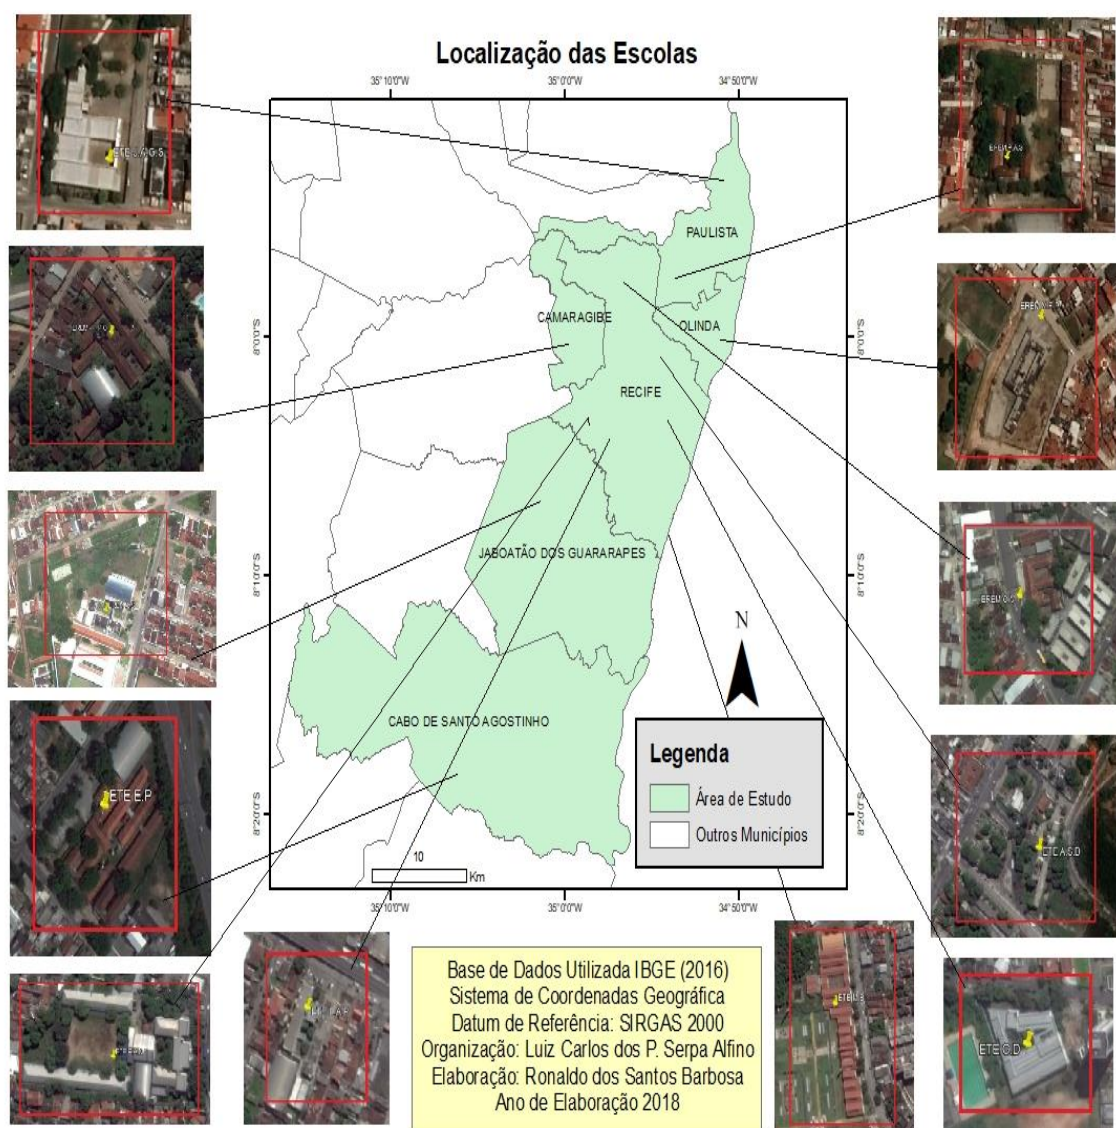 Localização das Escolas
35°10'0"W
35°0'0"W
34°50'0"W
PAULISTA
CAMARAGIBE
OLINDA
RECIFE
JABOATÃO DOS GUARARAPES
CABO DE SANTO AGOSTINHO
8°0'0"S
8°0'0"S
8°10'0"S
8°10'0"S
8°20'0"S
8°20'0"S
N
Legenda
Área de Estudo
Outros Municípios
10
Km
35°10'0"W
35°0'0"W
34°50'0"W
ETE E.P
ETE A.S.D
ETE C.D
Base de Dados Utilizada IBGE (2016)
Sistema de Coordenadas Geográfica
Datum de Referência: SIRGAS 2000
Organização: Luiz Carlos dos P. Serpa Alfino
Elaboração: Ronaldo dos Santos Barbosa
Ano de Elaboração 2018